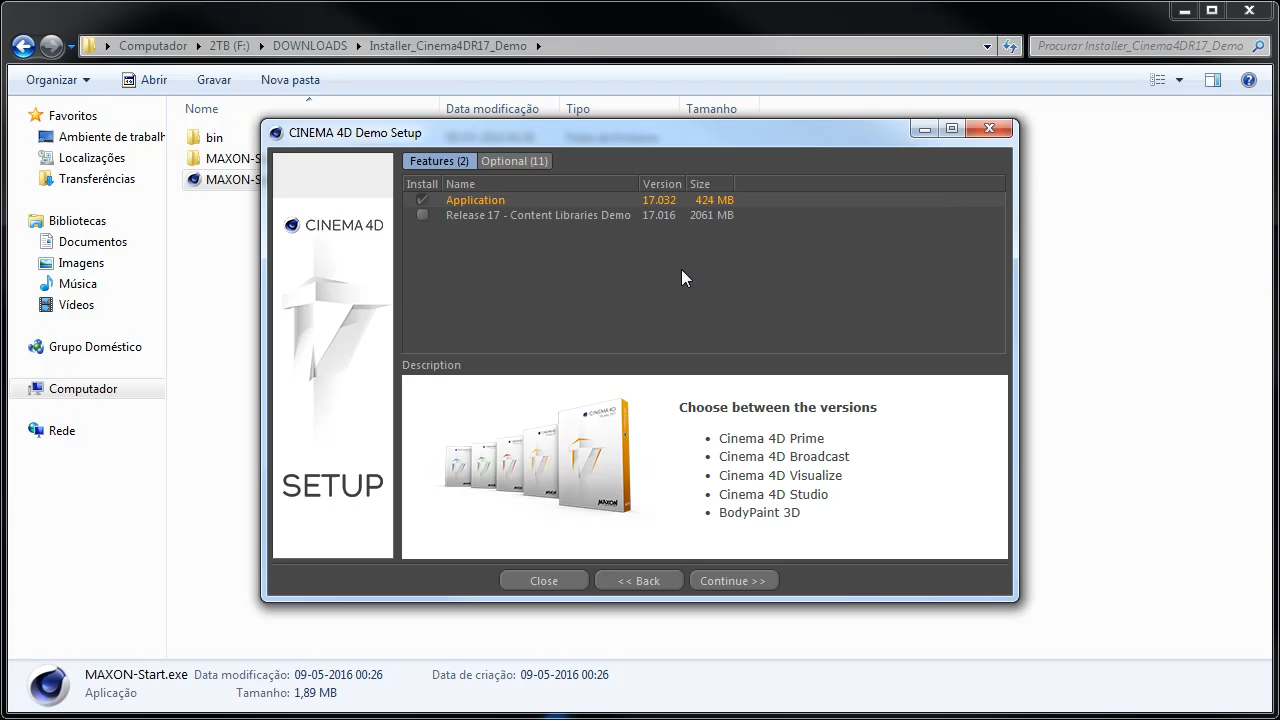 Computador
2TB (F:)
DOWNLOADS
Installer_Cinema4DR17_Demo
Procurar Installer_Cinema4DR17_Demo
Organizar
Abrir
Gravar
Nova pasta
Favoritos
Ambiente de trabalh
Localizações
Transferências
Bibliotecas
Documentos
Imagens
Música
Vídeos
Grupo Doméstico
Computador
Rede
Nome
Data modificação
Tipo
Tamanho
bin
MAXON-S
MAXON-S
CINEMA 4D Demo Setup
CINEMA 4D
SETUP
Features (2)
Optional (11)
Install Name Version Size
Application 17.032 424 MB
Release 17 - Content Libraries Demo 17.016 2061 MB
Description
CINEMA 4D
MAXON
Choose between the versions
• Cinema 4D Prime
• Cinema 4D Broadcast
• Cinema 4D Visualize
• Cinema 4D Studio
• BodyPaint 3D
Close
<< Back
Continue >>
MAXON-Start.exe Data modificação: 09-05-2016 00:26 Data de criação: 09-05-2016 00:26
Aplicação Tamanho: 1,89 MB